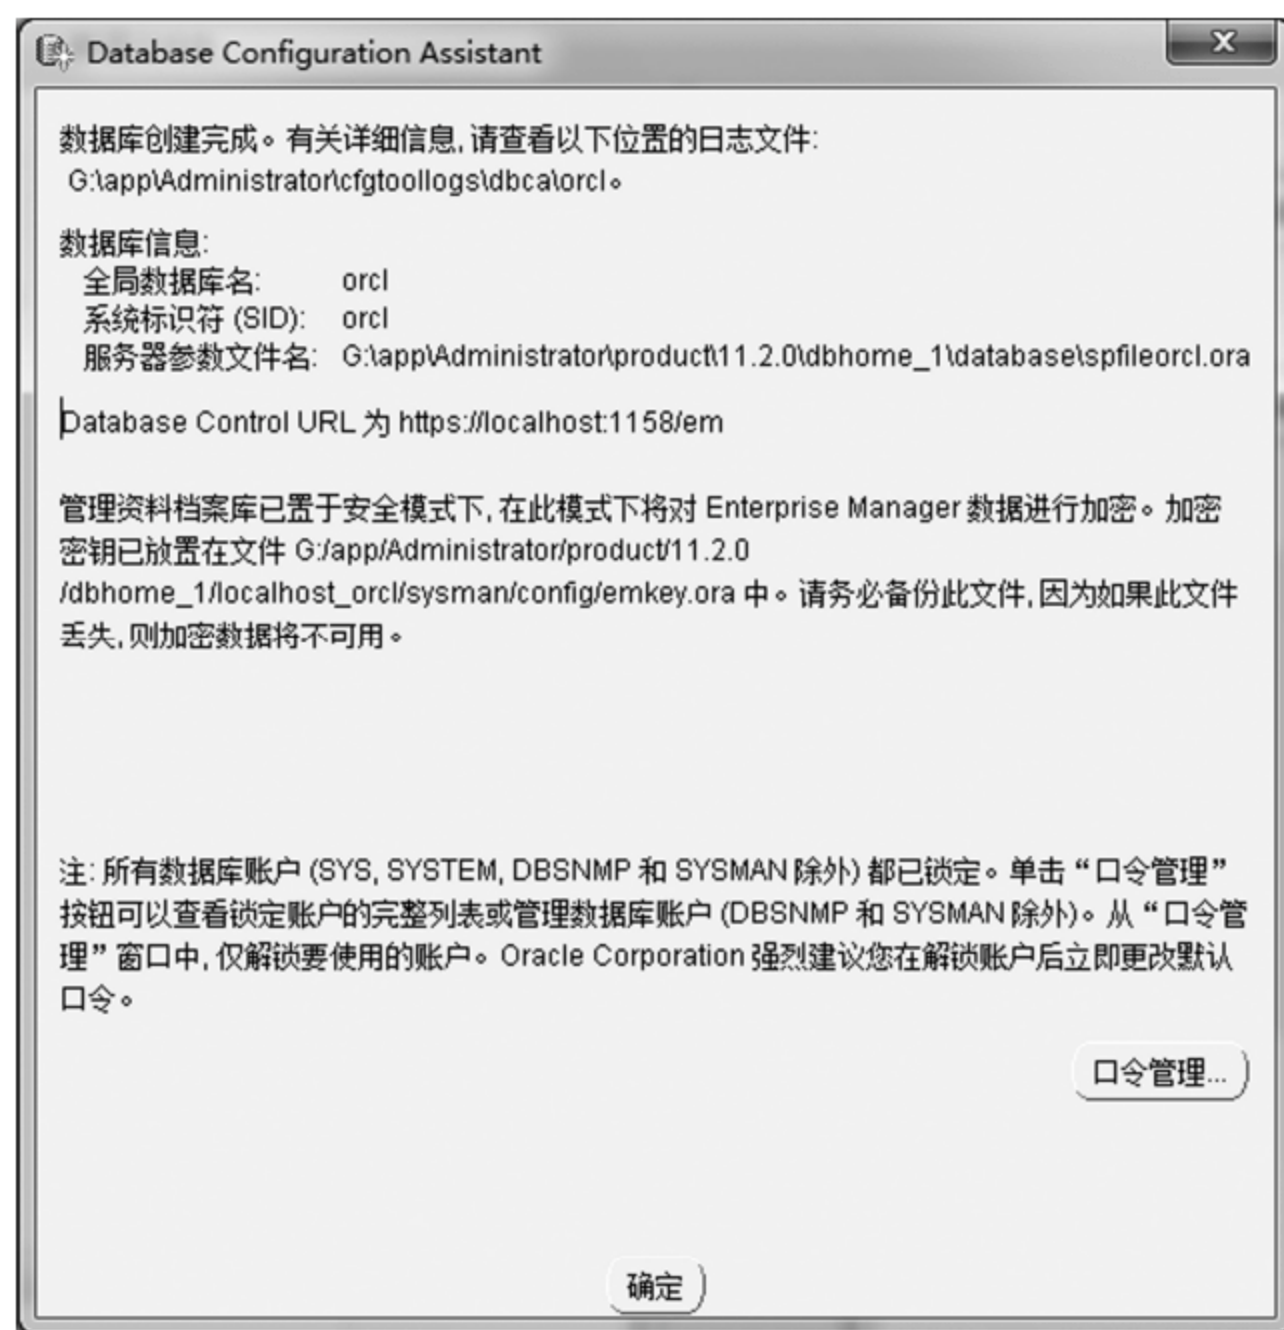 Database Configuration Assistant
数据库创建完成。有关详细信息,请查看以下位置的日志文件:
G:\app\Administrator\cfgtoollogs\dbca\orcl。
数据库信息:
全局数据库名: orcl
系统标识符 (SID): orcl
服务器参数文件名: G:\app\Administrator\product\11.2.0\dbhome_1\database\spfileorcl.ora
Database Control URL 为 https://localhost:1158/em
管理资料档案库已置于安全模式下,在此模式下将对 Enterprise Manager 数据进行加密。加密
密钥已放置在文件 G:/app/Administrator/product/11.2.0
/dbhome_1/localhost_orcl/sysman/config/emkey.ora 中。请务必备份此文件,因为如果此文件
丢失,则加密数据将不可用。
注: 所有数据库账户 (SYS, SYSTEM, DBSNMP 和 SYSMAN 除外) 都已锁定。单击“口令管理”
按钮可以查看锁定账户的完整列表或管理数据库账户 (DBSNMP 和 SYSMAN 除外)。从“口令管
理”窗口中,仅解锁要使用的账户。Oracle Corporation 强烈建议您在解锁账户后立即更改默认
口令。
口令管理...
确定